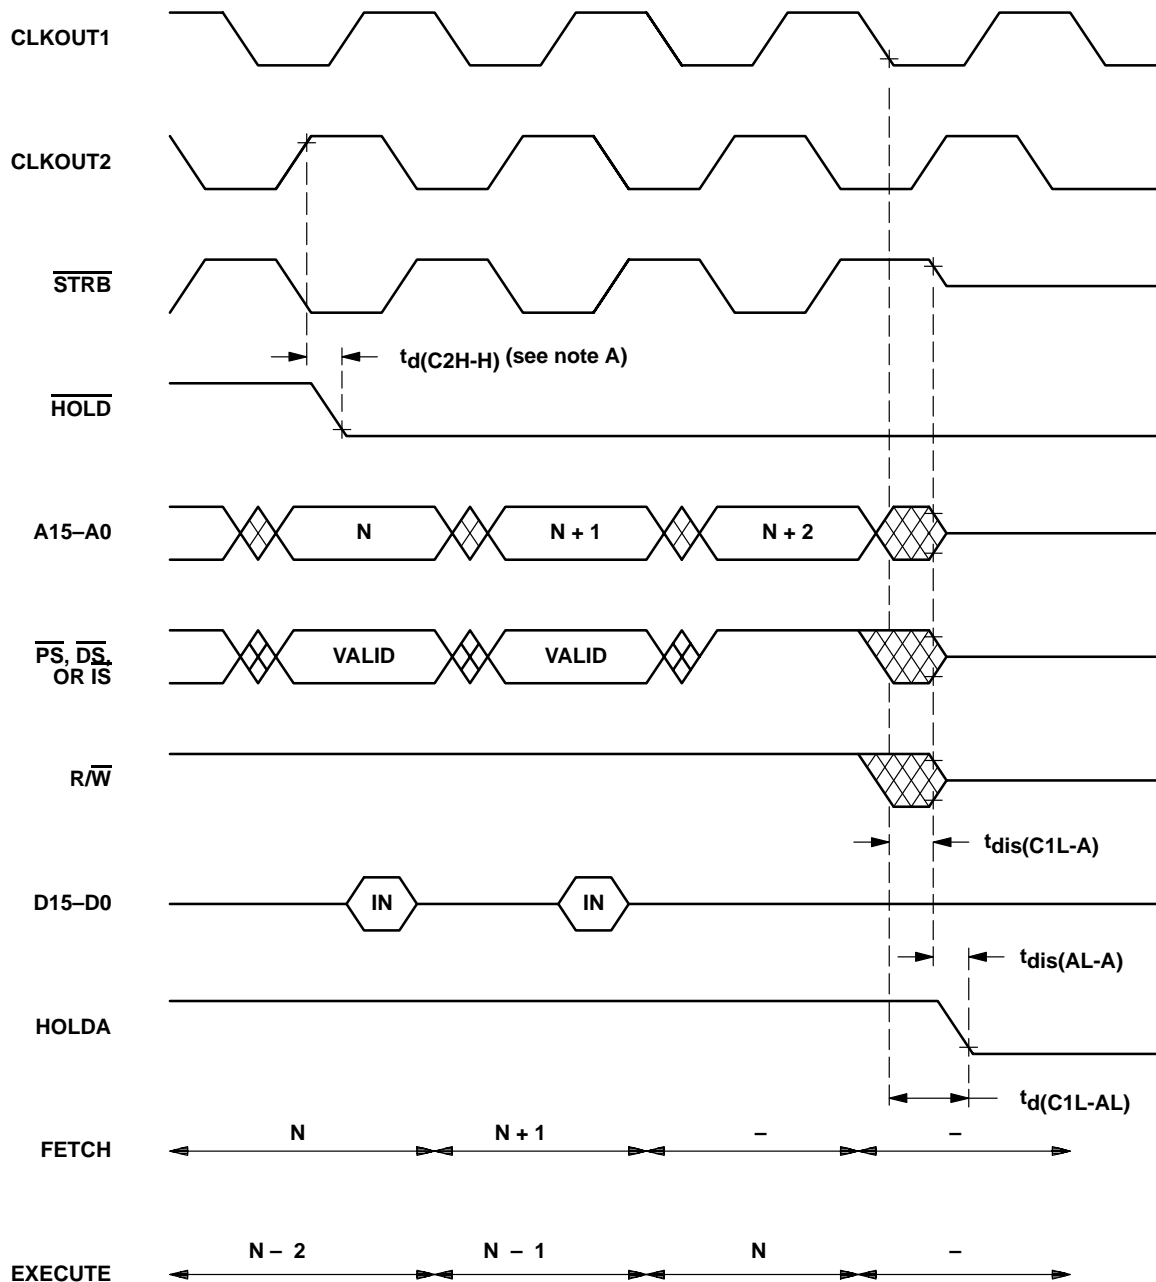 CLKOUT1
CLKOUT2
STRB
td(C2H-H) (see note A)
HOLD
A15–A0 N N + 1 N + 2
PS, DS, VALID VALID
OR IS
R/W
tdis(C1L-A)
D15–D0 IN IN
tdis(AL-A)
HOLDA
td(C1L-AL)
FETCH N N + 1 – –
EXECUTE N – 2 N – 1 N –